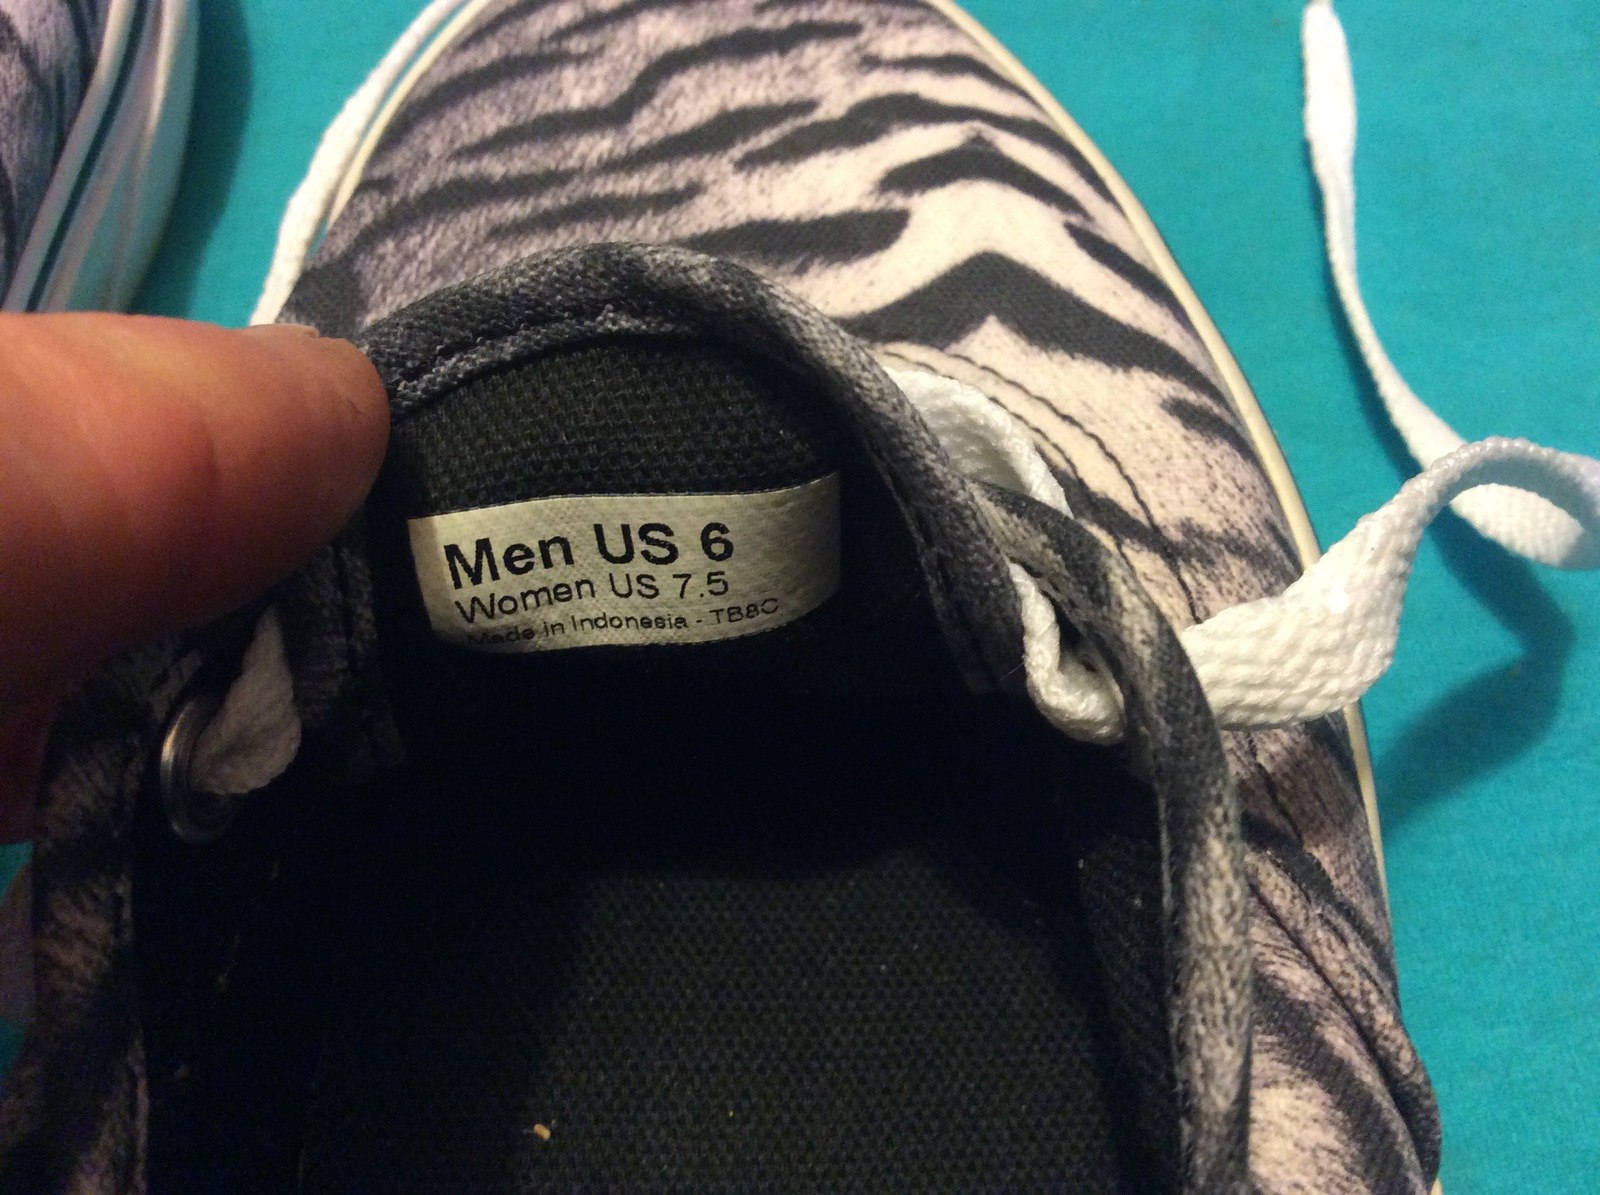 Men US 6
Women US 7.5
Made in Indonesia - TB8C